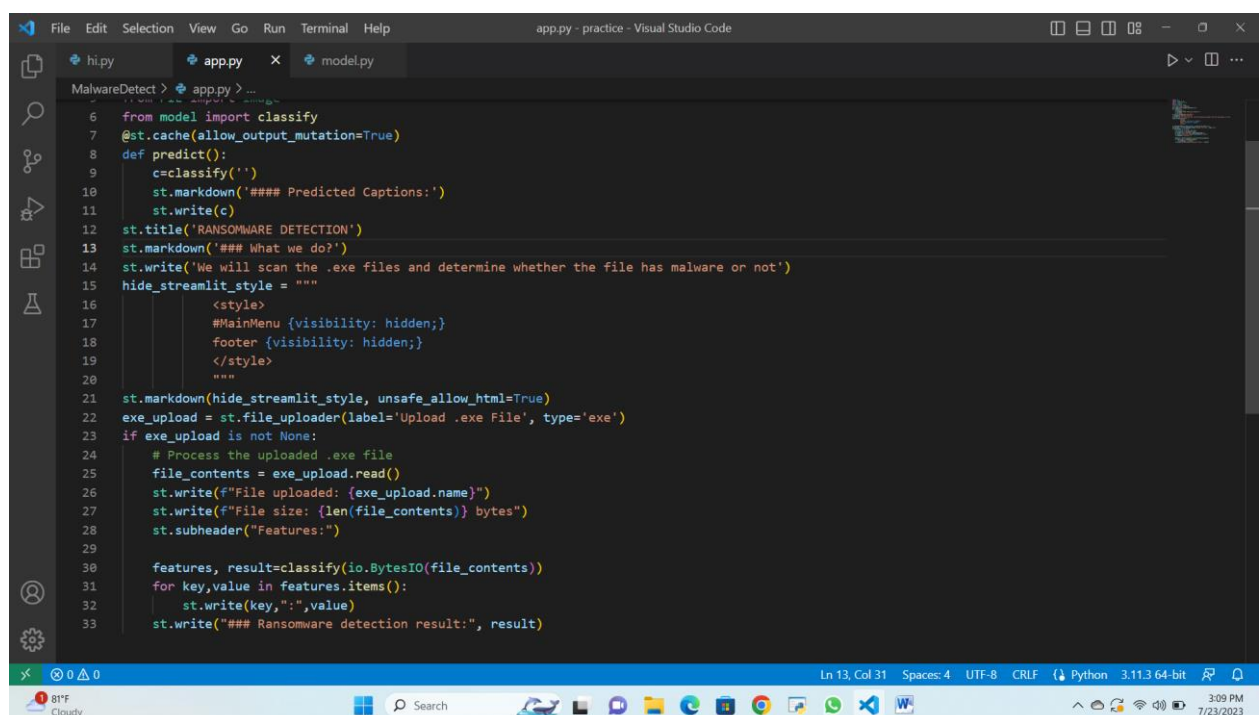 File Edit Selection View Go Run Terminal Help
app.py - practice - Visual Studio Code
hi.py
app.py
model.py
MalwareDetect > app.py > ...
6 from model import classify
7 @st.cache(allow_output_mutation=True)
8 def predict():
9     c=classify('')
10     st.markdown('#### Predicted Captions:')
11     st.write(c)
12 st.title('RANSOMWARE DETECTION')
13 st.markdown('### What we do?')
14 st.write('We will scan the .exe files and determine whether the file has malware or not')
15 hide_streamlit_style = """
16             <style>
17             #MainMenu {visibility: hidden;}
18             footer {visibility: hidden;}
19             </style>
20             """
21 st.markdown(hide_streamlit_style, unsafe_allow_html=True)
22 exe_upload = st.file_uploader(label='Upload .exe File', type='exe')
23 if exe_upload is not None:
24     # Process the uploaded .exe file
25     file_contents = exe_upload.read()
26     st.write(f"File uploaded: {exe_upload.name}")
27     st.write(f"File size: {len(file_contents)} bytes")
28     st.subheader("Features:")
29
30     features, result=classify(io.BytesIO(file_contents))
31     for key,value in features.items():
32         st.write(key,":",value)
33     st.write("### Ransomware detection result:", result)
0 0
Ln 13, Col 31 Spaces: 4 UTF-8 CRLF Python 3.11.3 64-bit
1
81°F
Cloudy
Search
3:09 PM
7/23/2023